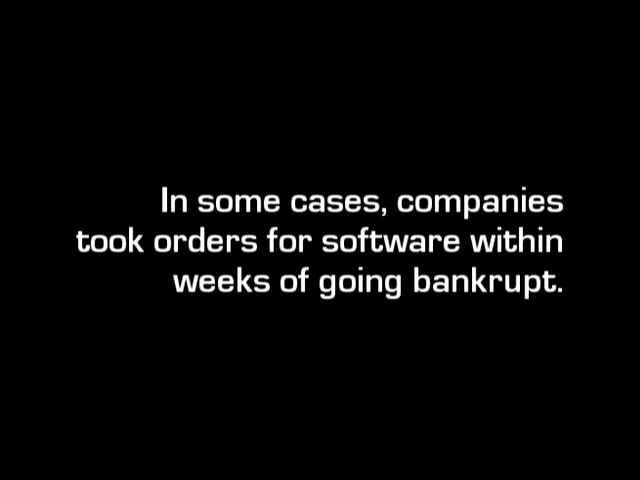 In some cases, companies
took orders for software within
weeks of going bankrupt.